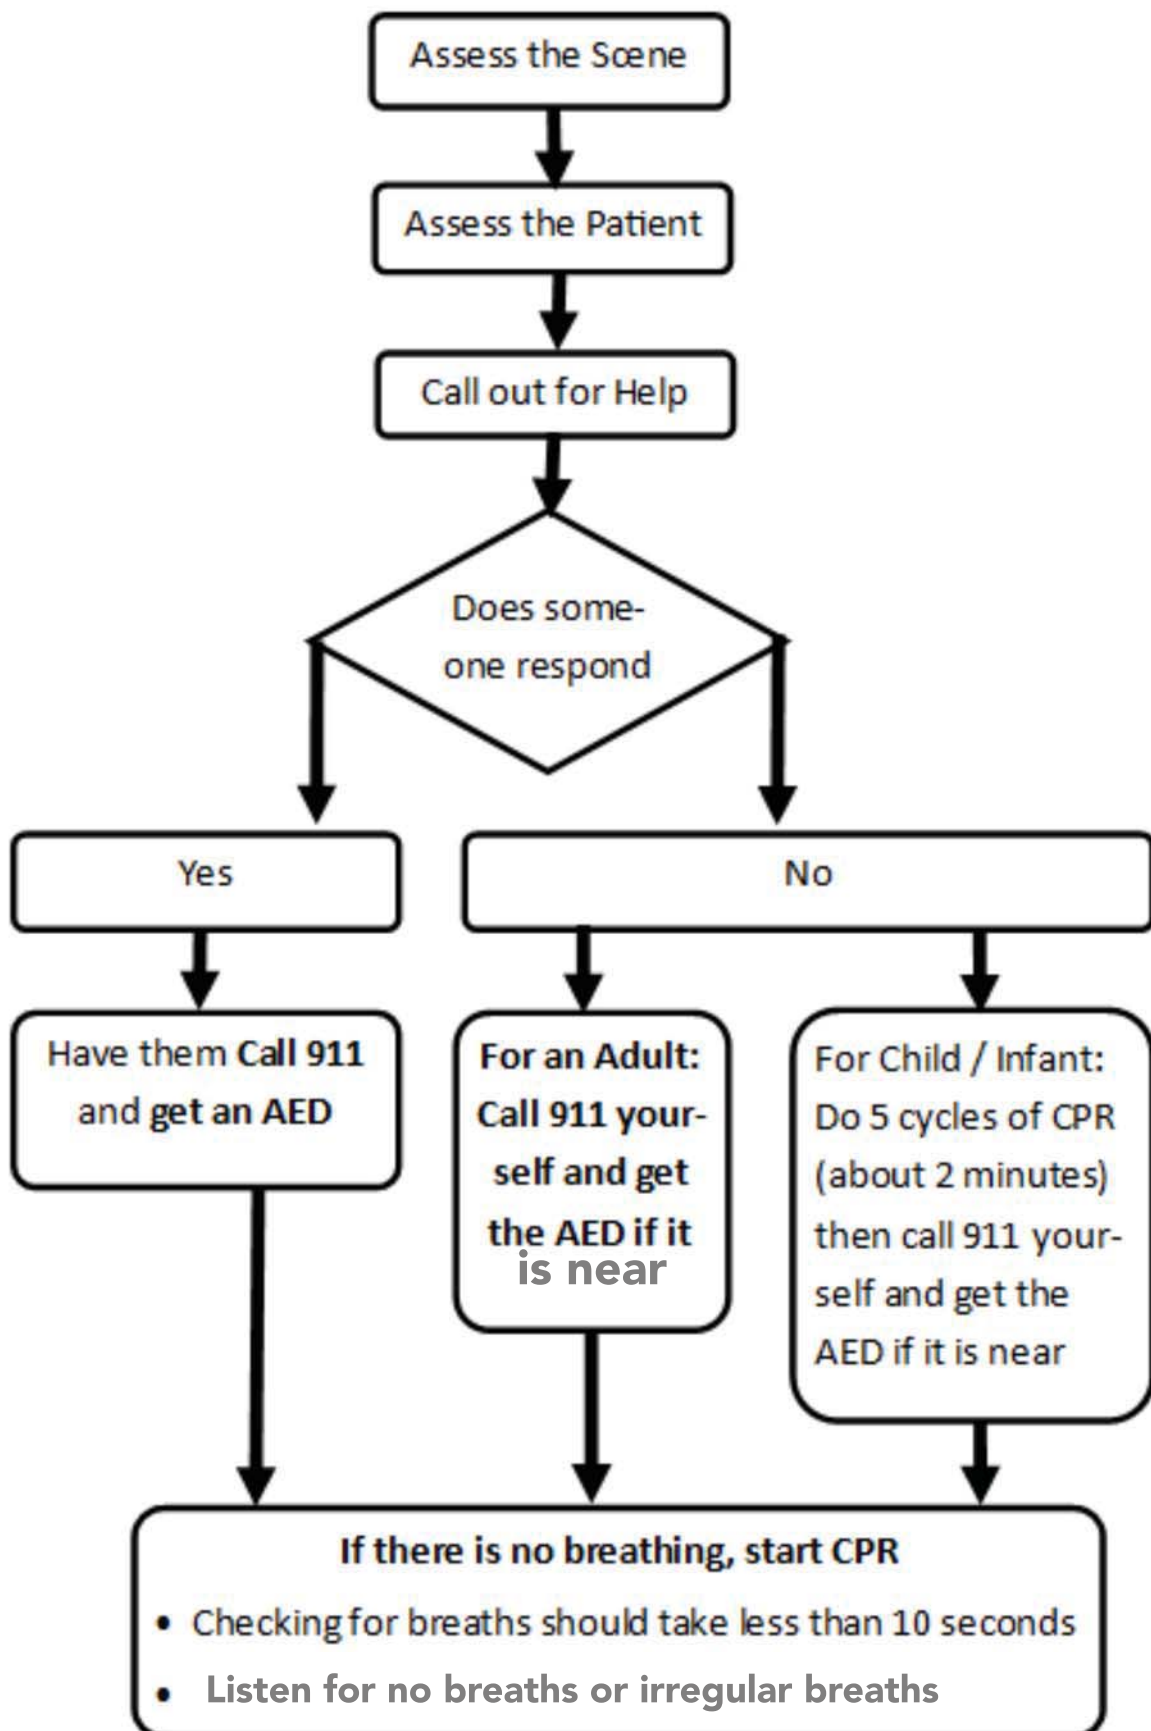 Assess the Scene
Assess the Patient
Call out for Help
Does some-
one respond
Yes
No
Have them Call 911
and get an AED
For an Adult:
Call 911 your-
self and get
the AED if it
is near
For Child / Infant:
Do 5 cycles of CPR
(about 2 minutes)
then call 911 your-
self and get the
AED if it is near
If there is no breathing, start CPR
• Checking for breaths should take less than 10 seconds
• Listen for no breaths or irregular breaths